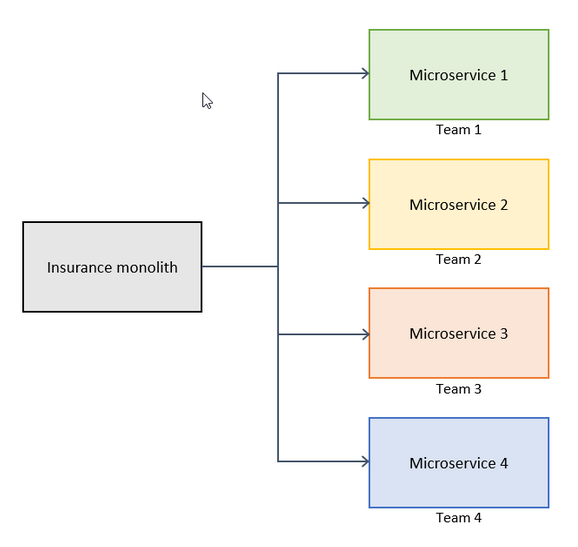 Insurance monolith
Microservice 1
Team 1
Microservice 2
Team 2
Microservice 3
Team 3
Microservice 4
Team 4